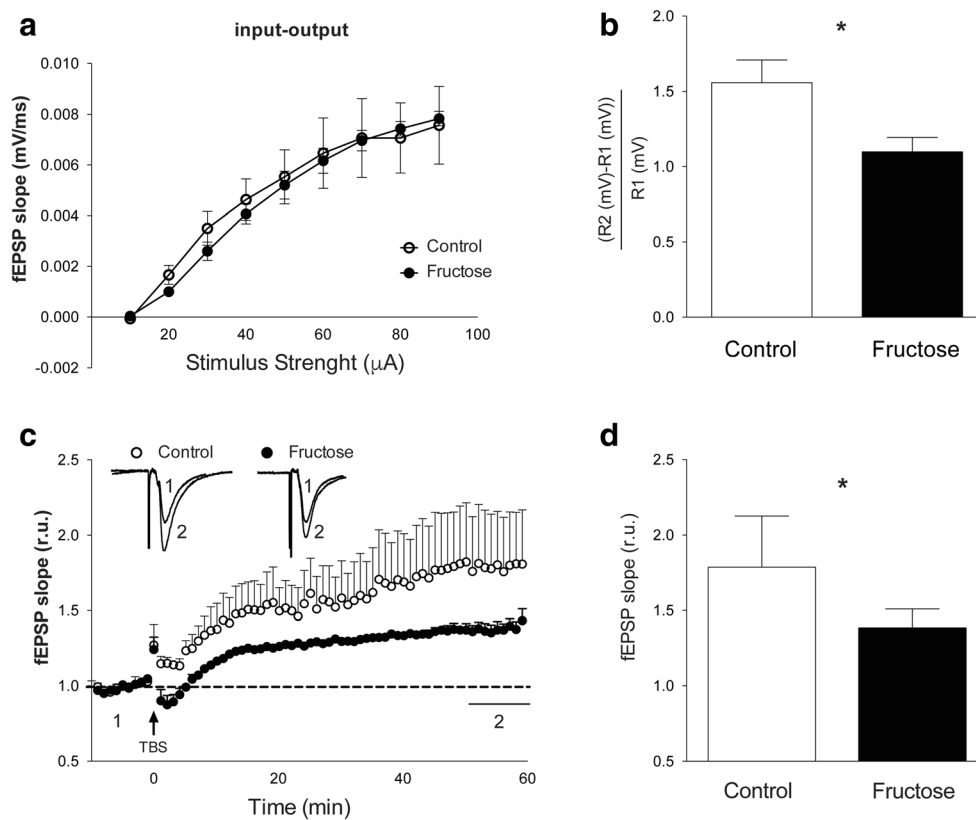 a
input-output
0.010
0.008
0.006
0.004
0.002
0.000
-0.002
fEPSP slope (mV/ms)
Control
Fructose
20 40 60 80 100
Stimulus Strenght (μA)
b
*
2.0
1.5
1.0
0.5
0.0
(R2 (mV)-R1 (mV))
R1 (mV)
Control Fructose
c
Control Fructose
2.5
2.0
1.5
1.0
0.5
fEPSP slope (r.u.)
1
2
1
2
1
TBS
2
0 20 40 60
Time (min)
d
*
2.5
2.0
1.5
1.0
0.5
fEPSP slope (r.u.)
Control Fructose